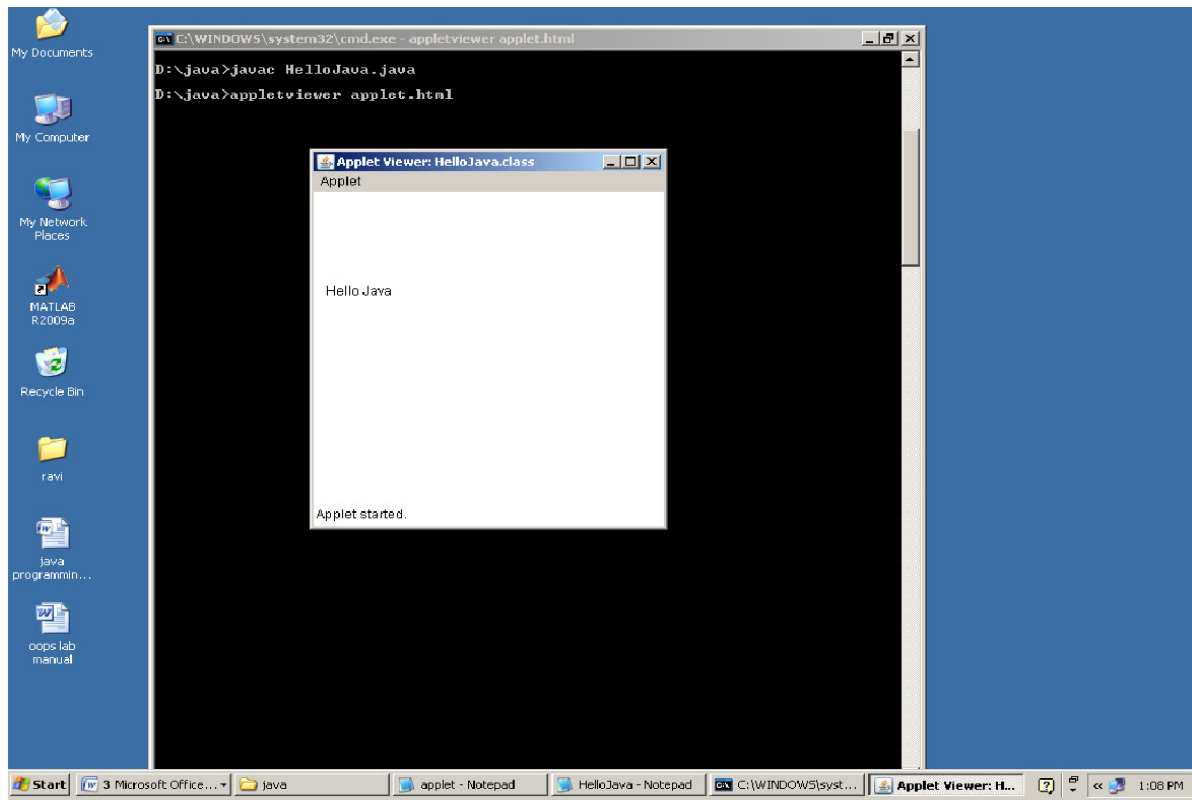 My Documents
My Computer
My Network
Places
MATLAB
R2009a
Recycle Bin
ravi
java
programmin...
oops lab
manual
C:\WINDOWS\system32\cmd.exe - appletviewer applet.html
D:\java>javac HelloJava.java
D:\java>appletviewer applet.html
Applet Viewer: HelloJava.class
Applet
Hello Java
Applet started.
Start
3 Microsoft Office...
java
applet - Notepad
HelloJava - Notepad
C:\WINDOWS\syst...
Applet Viewer: H...
1:08 PM